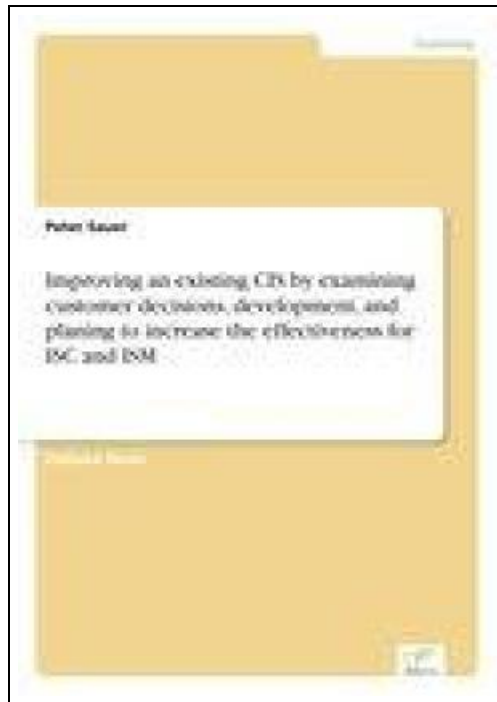 Peter Sauer
Improving an existing CIS by examining
customer decisions, development, and
planing to increase the effectiveness for
ISC and ISM